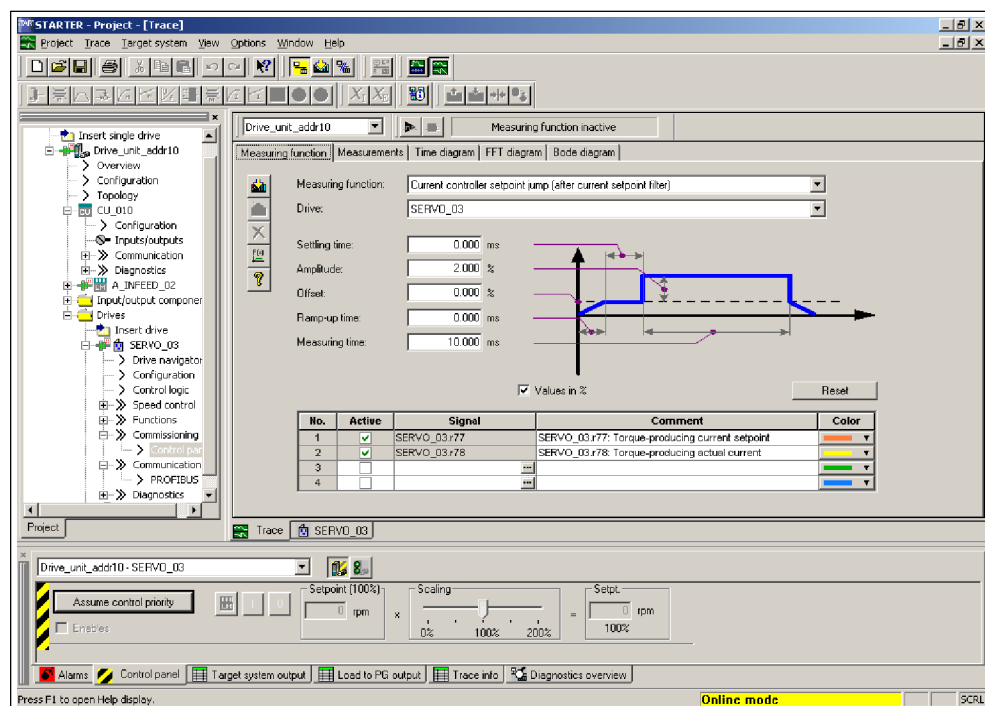 STARTER - Project - [Trace]
Project Trace Target system View Options Window Help
Insert single drive
Drive_unit_addr10
Overview
Configuration
Topology
CU_010
Configuration
Inputs/outputs
Communication
Diagnostics
A_INFEED_02
Input/output componer
Drives
Insert drive
SERVO_03
Drive navigator
Configuration
Control logic
Speed control
Functions
Commissioning
Control par
Communication
PROFIBUS
Diagnostics
Project
Drive_unit_addr10
Measuring function inactive
Measuring function Measurements Time diagram FFT diagram Bode diagram
Measuring function: Current controller setpoint jump (after current setpoint filter)
Drive: SERVO_03
Settling time: 0.000 ms
Amplitude: 2.000 %
Offset: 0.000 %
Ramp-up time: 0.000 ms
Measuring time: 10.000 ms
Values in %
Reset
No. Active Signal Comment Color
1 SERVO_03.r77 SERVO_03.r77: Torque-producing current setpoint
2 SERVO_03.r78 SERVO_03.r78: Torque-producing actual current
3
4
Trace SERVO_03
Drive_unit_addr10 - SERVO_03
Assume control priority
Enables
1 0
Setpoint (100%) Scaling Setpt.
0 rpm x = 0 rpm
0% 100% 200% 100%
Alarms Control panel Target system output Load to PG output Trace info Diagnostics overview
Press F1 to open Help display. Online mode SCRL